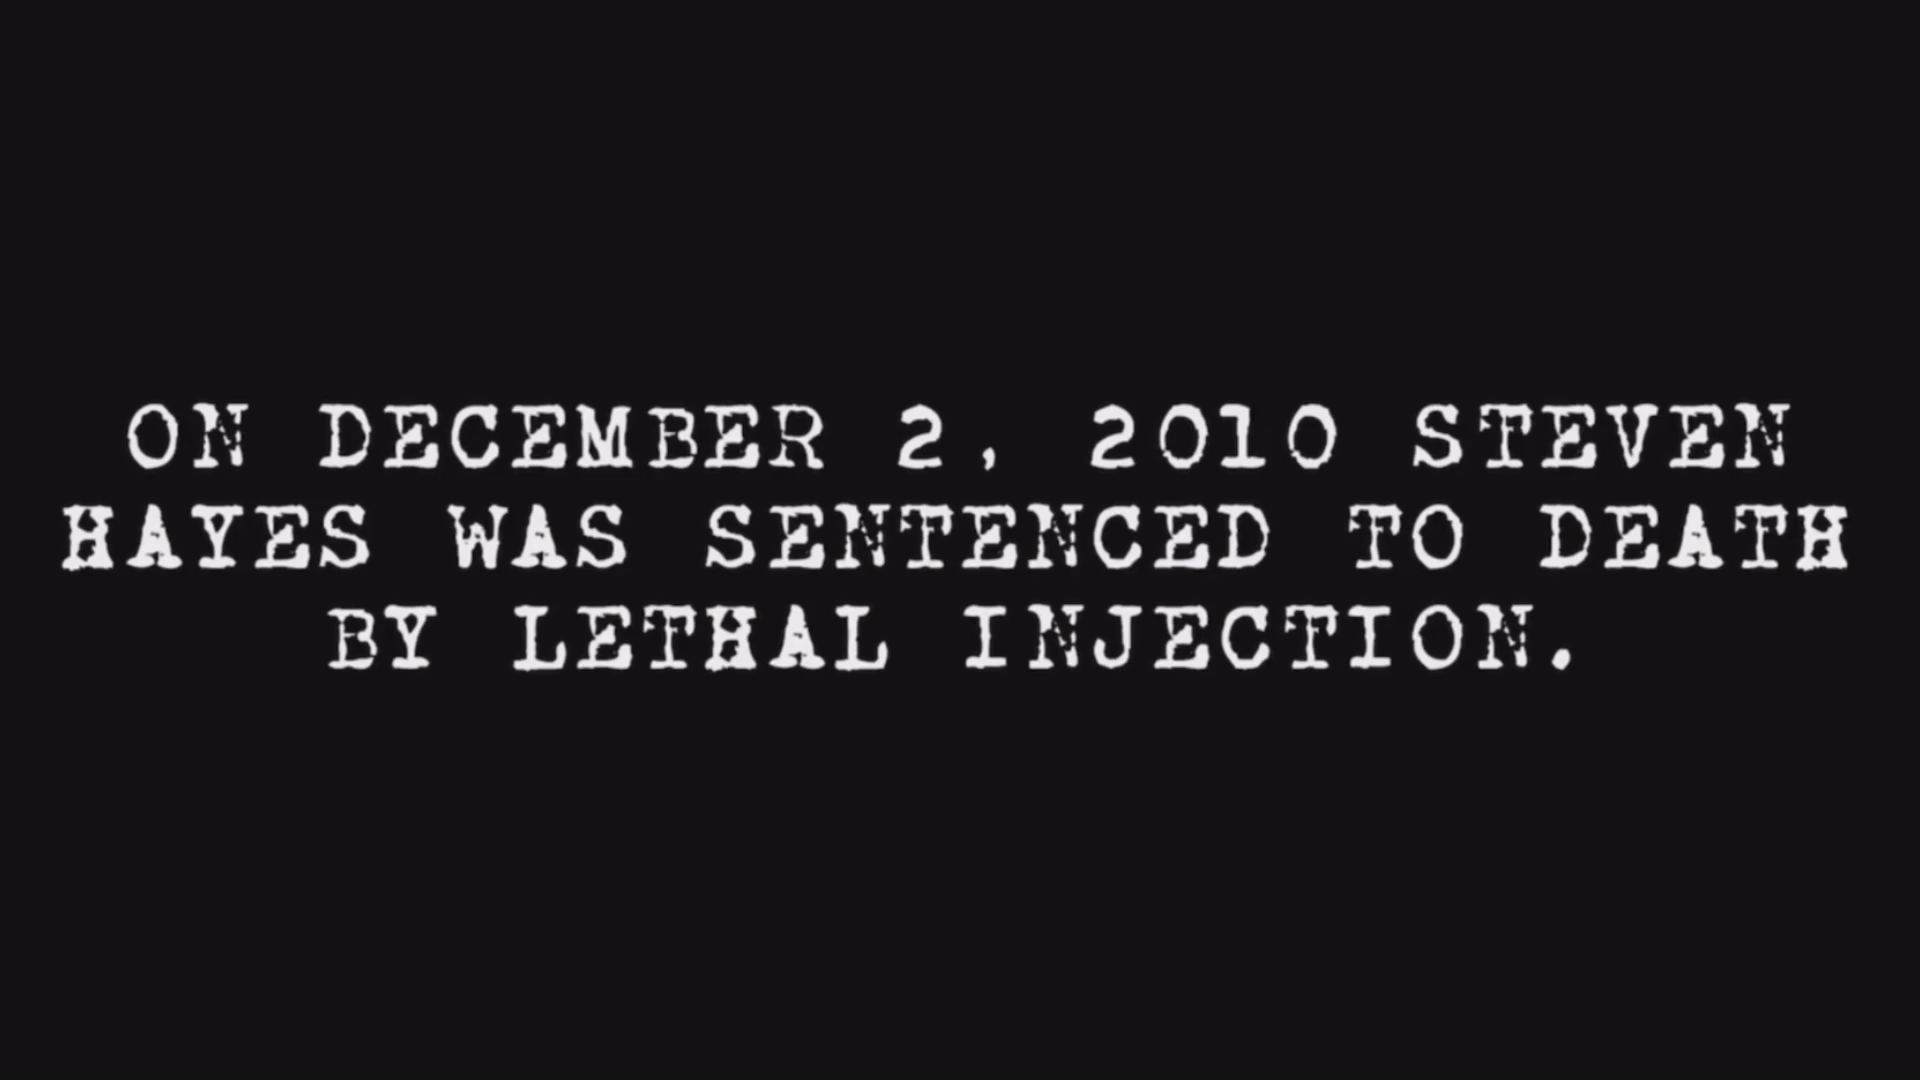 ON DECEMBER 2, 2010 STEVEN
HAYES WAS SENTENCED TO DEATH
BY LETHAL INJECTION.